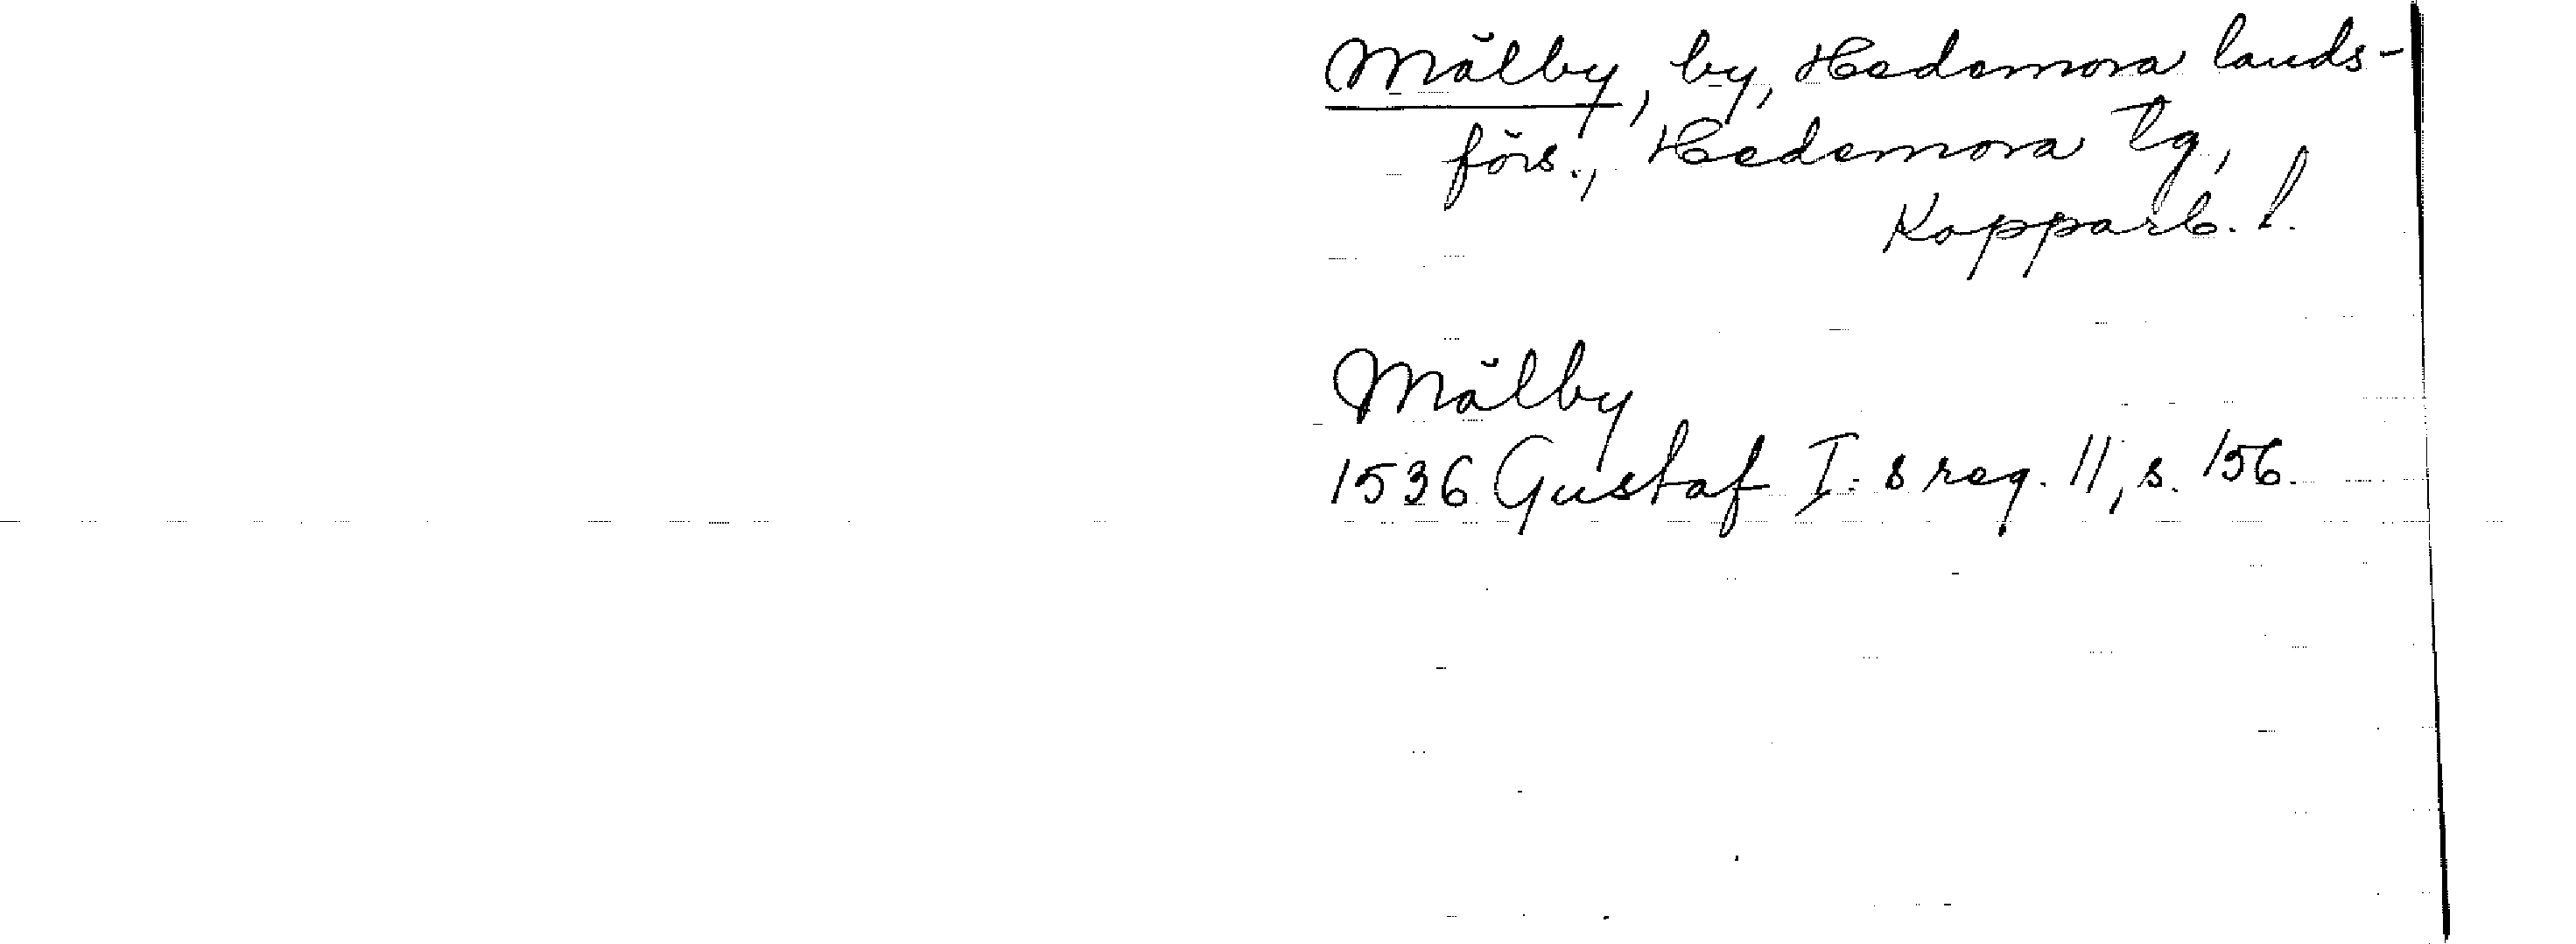 Mälby, by, Hedemora lands-
förs., Hedemora tg,
Kopparb. l.
Mälby
1536 Gustaf I:s reg. 11, s. 156.